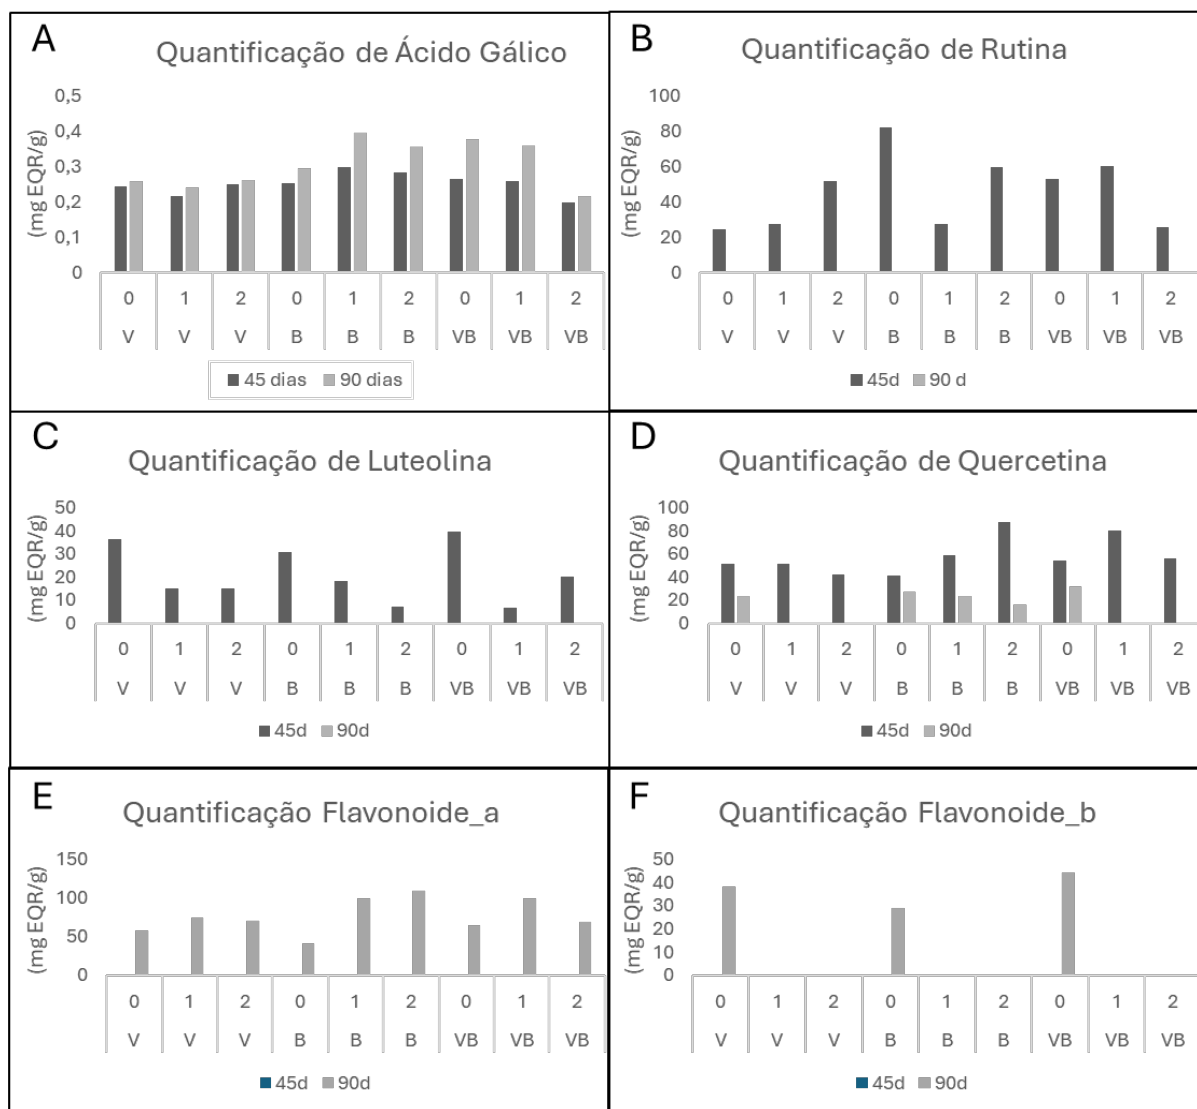 A
Quantificação de Ácido Gálico
(mg EQR/g)
0,5
0,4
0,3
0,2
0,1
0
0 1 2 0 1 2 0 1 2
V V V B B B VB VB VB
45 dias 90 dias
B
Quantificação de Rutina
(mg EQR/g)
100
80
60
40
20
0
0 1 2 0 1 2 0 1 2
V V V B B B VB VB VB
45d 90 d
C
Quantificação de Luteolina
(mg EQR/g)
50
40
30
20
10
0
0 1 2 0 1 2 0 1 2
V V V B B B VB VB VB
45d 90d
D
Quantificação de Quercetina
(mg EQR/g)
100
80
60
40
20
0
0 1 2 0 1 2 0 1 2
V V V B B B VB VB VB
45d 90d
E
Quantificação Flavonoide_a
(mg EQR/g)
150
100
50
0
0 1 2 0 1 2 0 1 2
V V V B B B VB VB VB
45d 90d
F
Quantificação Flavonoide_b
(mg EQR/g)
50
40
30
20
10
0
0 1 2 0 1 2 0 1 2
V V V B B B VB VB VB
45d 90d